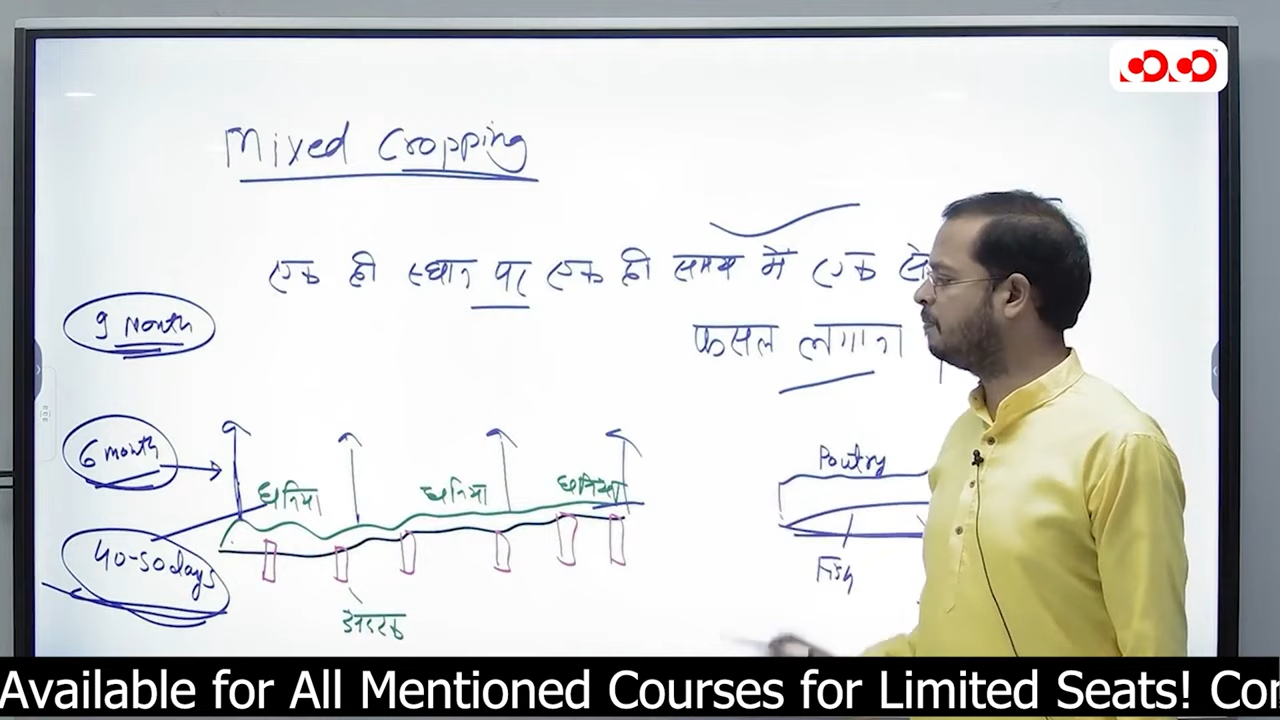 Mixed Cropping
एक ही स्थान पर एक ही समय में एक से
फसल लगाना
9 Month
6 month
40-50 days
धनिया धनिया धनिया
अदरक
Poultry
Fish
Available for All Mentioned Courses for Limited Seats! Cor